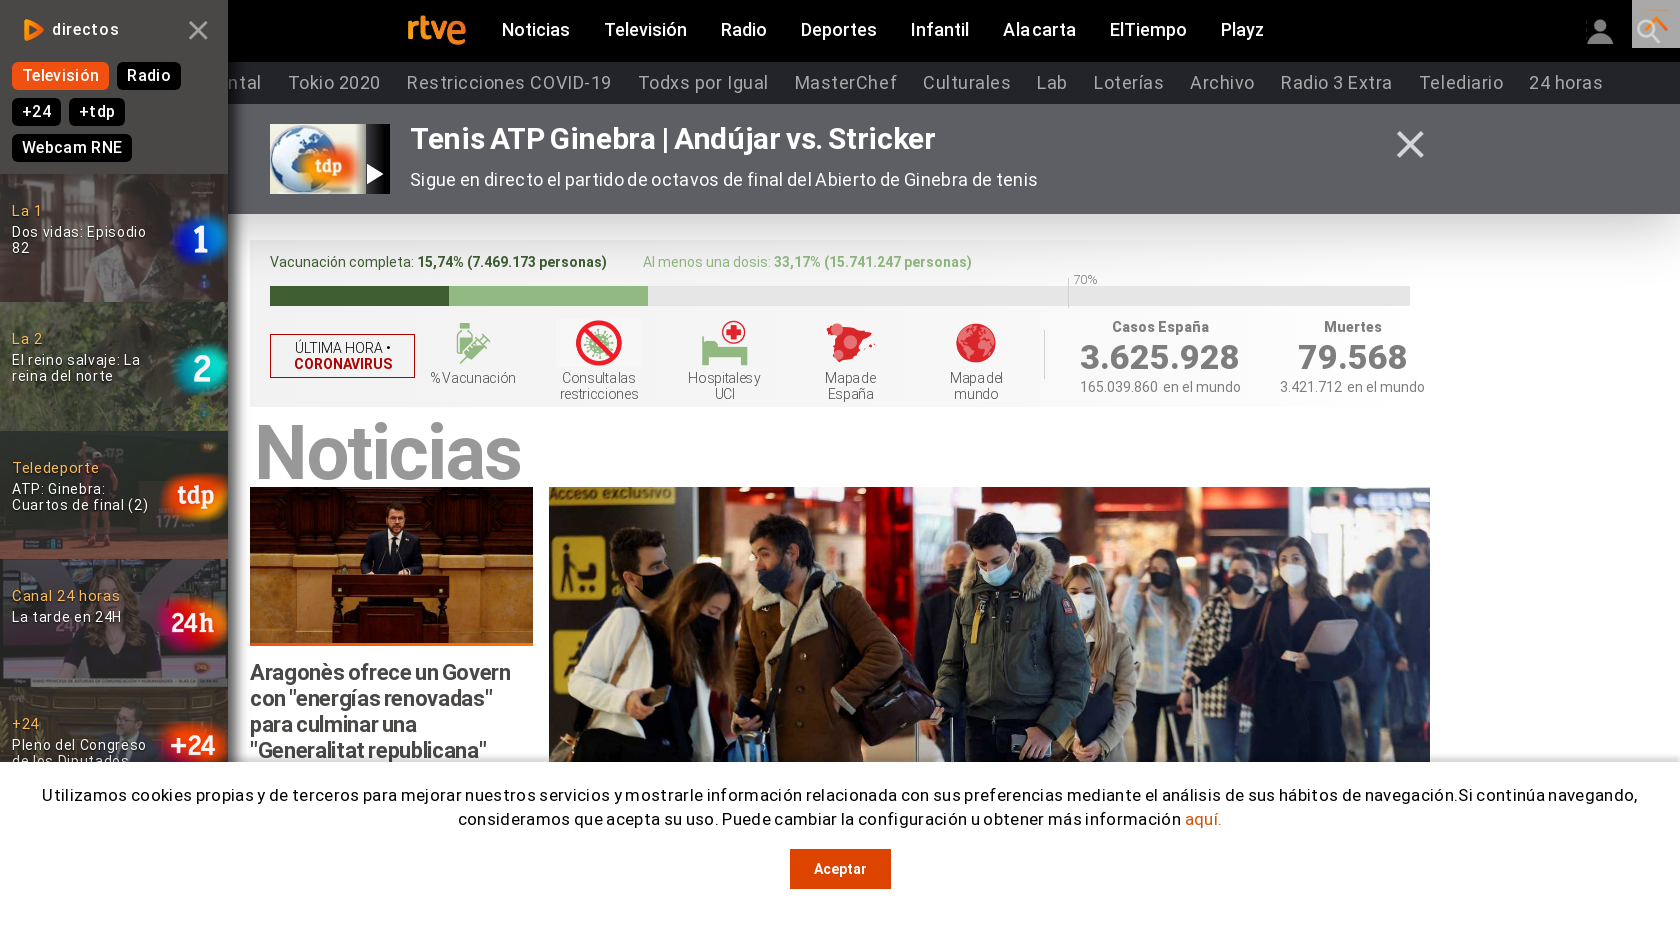 directos
Televisión
Radio
+24
+tdp
Webcam RNE
La 1
Dos vidas: Episodio
82
1
La 2
El reino salvaje: La
reina del norte
2
Teledeporte
ATP: Ginebra:
Cuartos de final (2)
tdp
Canal 24 horas
La tarde en 24H
24h
+24
Pleno del Congreso
de los Diputados
+24
rtve
Noticias
Televisión
Radio
Deportes
Infantil
A la carta
ElTiempo
Playz
ntal
Tokio 2020
Restricciones COVID-19
Todxs por Igual
MasterChef
Culturales
Lab
Loterías
Archivo
Radio 3 Extra
Telediario
24 horas
tdp
Tenis ATP Ginebra | Andújar vs. Stricker
Sigue en directo el partido de octavos de final del Abierto de Ginebra de tenis
Vacunación completa: 15,74% (7.469.173 personas)
Al menos una dosis: 33,17% (15.741.247 personas)
70%
ÚLTIMA HORA •
CORONAVIRUS
% Vacunación
Consulta las
restricciones
Hospitales y
UCI
Mapa de
España
Mapa del
mundo
Casos España
3.625.928
165.039.860 en el mundo
Muertes
79.568
3.421.712 en el mundo
Noticias
Aragonès ofrece un Govern
con "energías renovadas"
para culminar una
"Generalitat republicana"
Acceso exclusivo
Utilizamos cookies propias y de terceros para mejorar nuestros servicios y mostrarle información relacionada con sus preferencias mediante el análisis de sus hábitos de navegación.Si continúa navegando,
consideramos que acepta su uso. Puede cambiar la configuración u obtener más información aquí.
Aceptar